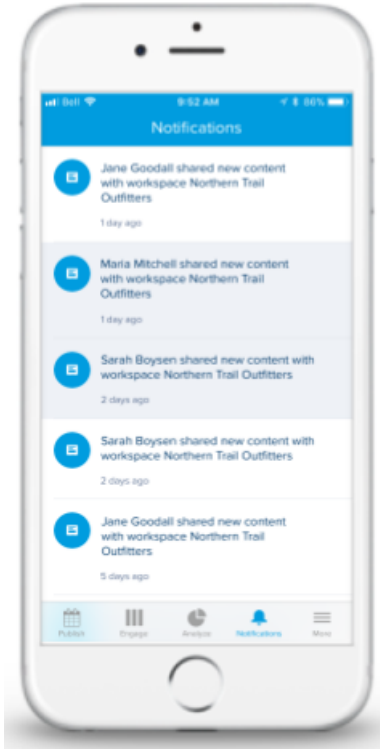 Bell 9:52 AM 86%
Notifications
Jane Goodall shared new content
with workspace Northern Trail
Outfitters
1 day ago
Maria Mitchell shared new content
with workspace Northern Trail
Outfitters
1 day ago
Sarah Boysen shared new content with
workspace Northern Trail Outfitters
2 days ago
Sarah Boysen shared new content with
workspace Northern Trail Outfitters
2 days ago
Jane Goodall shared new content
with workspace Northern Trail
Outfitters
5 days ago
Publish Engage Analyze Notifications More